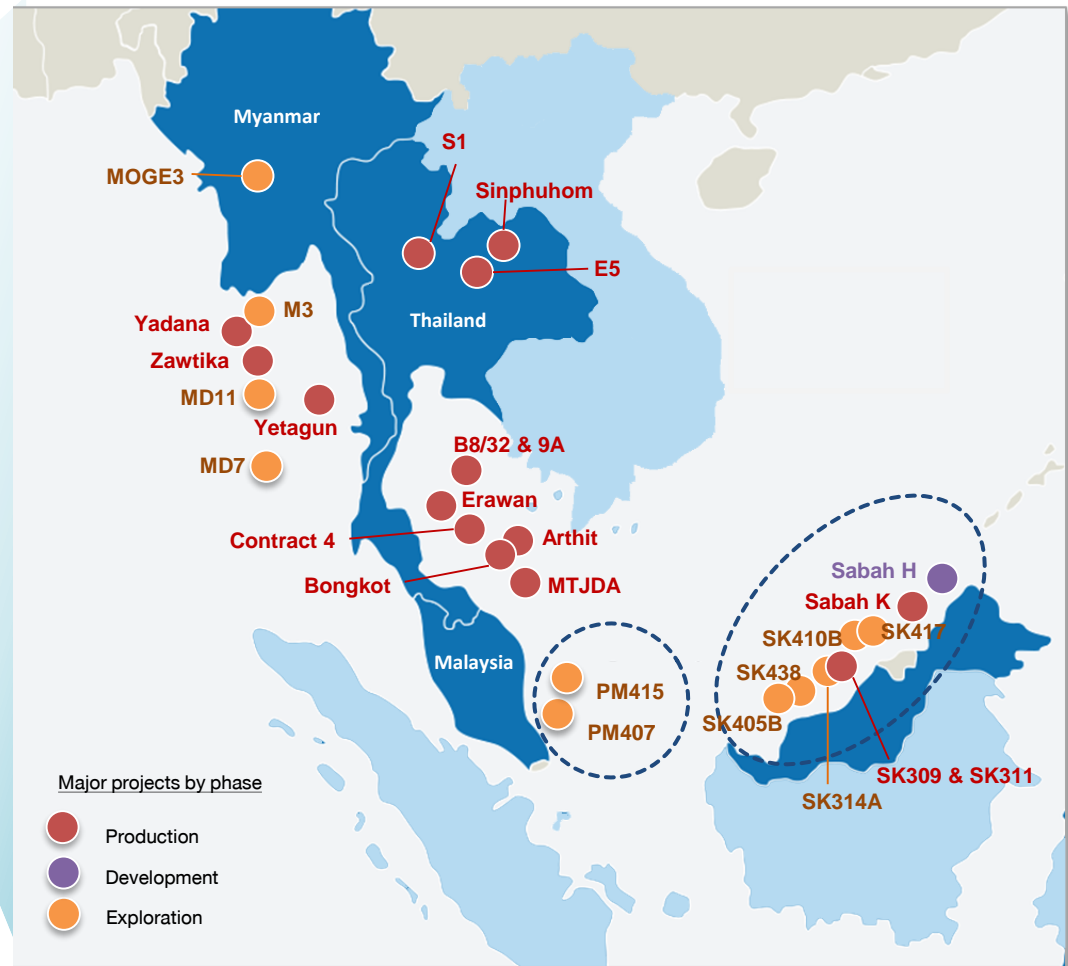 Myanmar
S1
MOGE3
Sinphuhom
E5
M3
Yadana
Thailand
Zawtika
MD11
Yetagun
B8/32 & 9A
MD7
Erawan
Contract 4
Arthit
Bongkot
MTJDA
Sabah H
Sabah K
SK410B
SK417
Malaysia
SK438
PM415
SK405B
PM407
SK309 & SK311
SK314A
Major projects by phase
Production
Development
Exploration